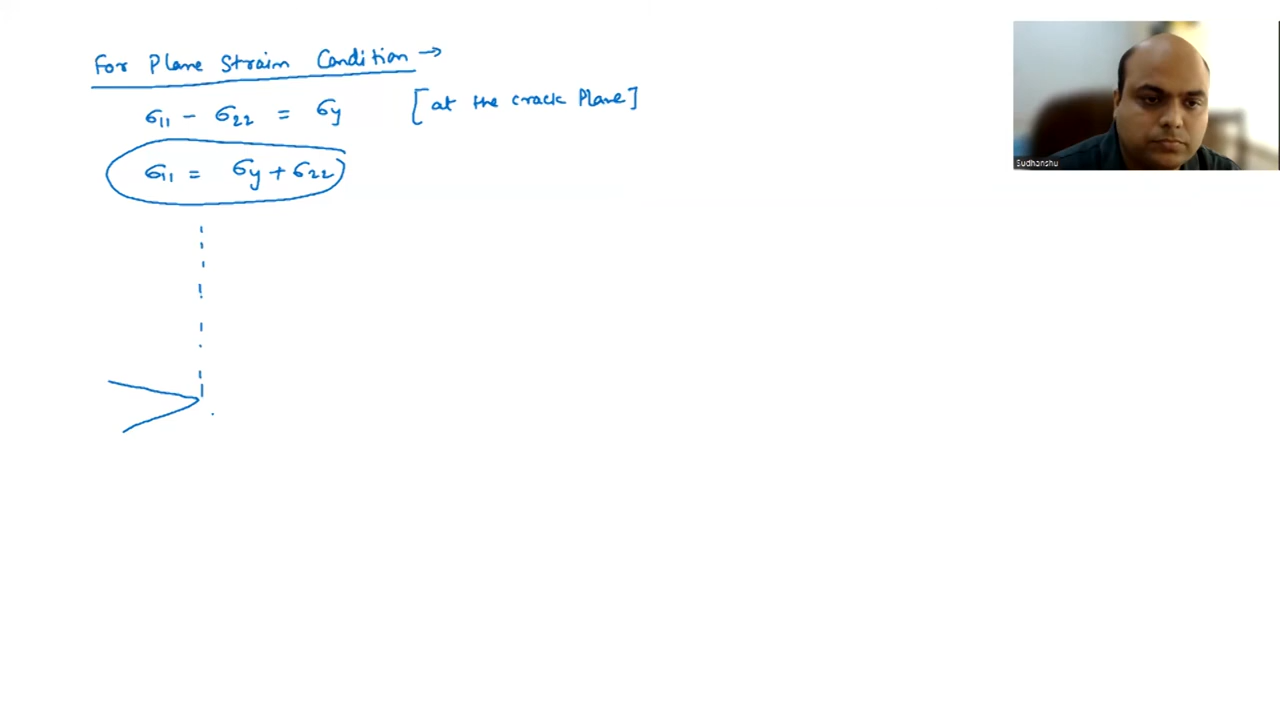 For Plane Strain Condition →
σ11 - σ22 = σy [at the crack Plane]
σ11 = σy + σ22
Sudhanshu